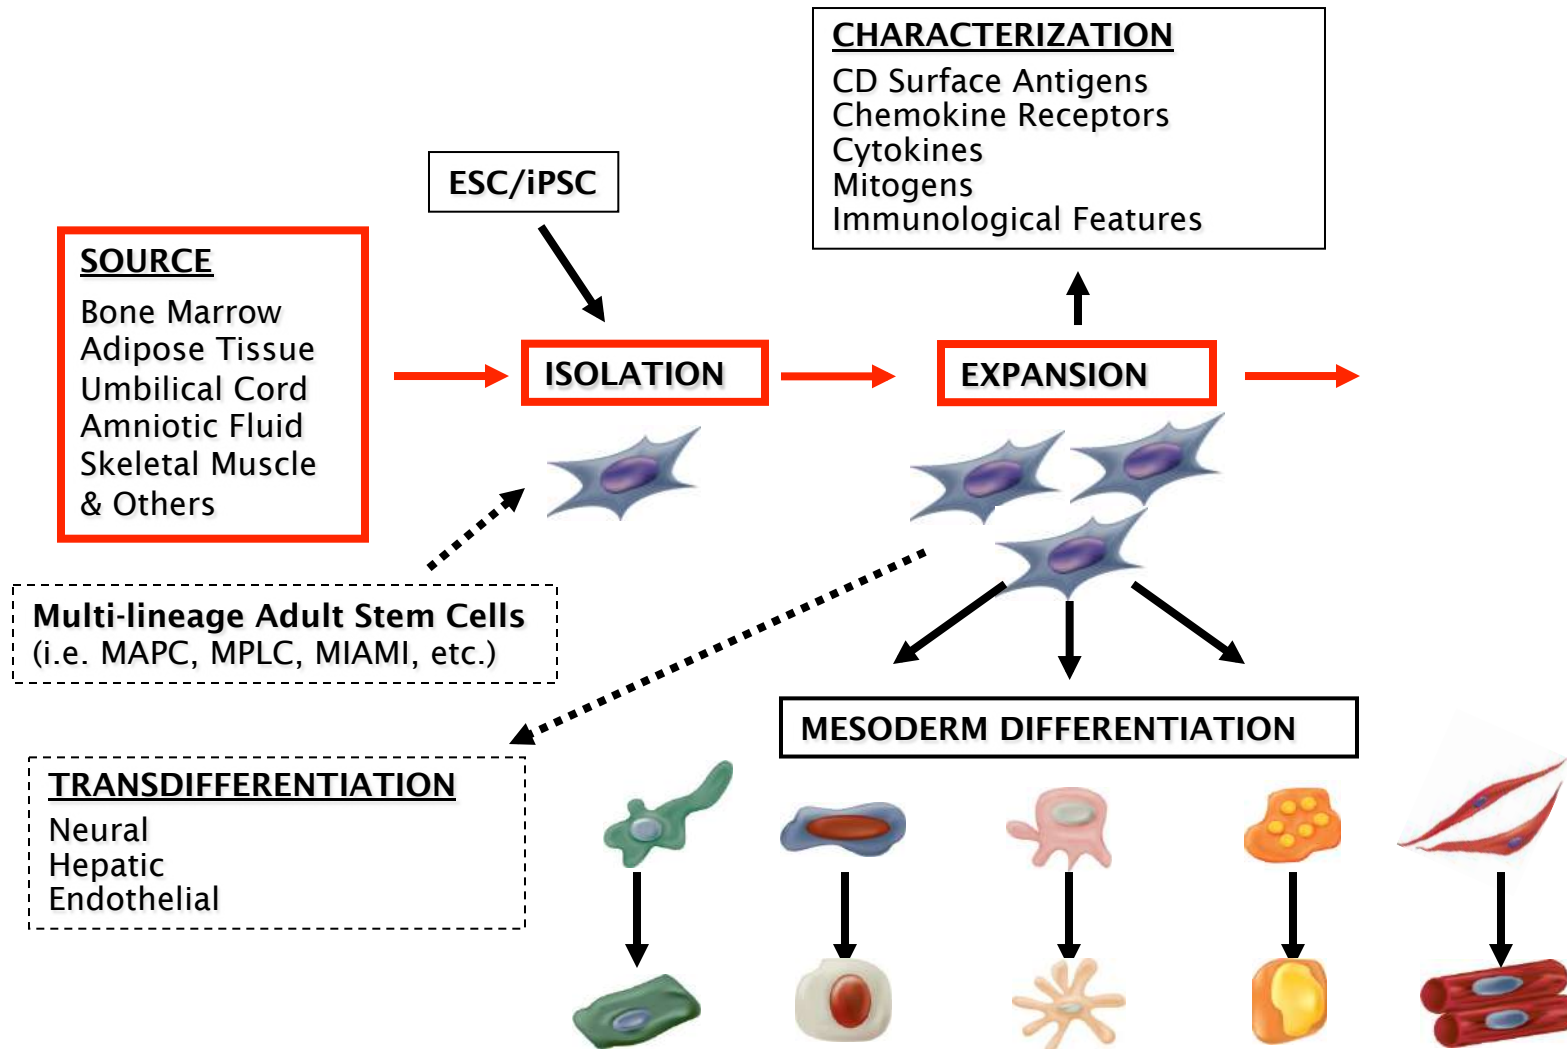 CHARACTERIZATION
CD Surface Antigens
Chemokine Receptors
Cytokines
Mitogens
Immunological Features
ESC/iPSC
SOURCE
Bone Marrow
Adipose Tissue
Umbilical Cord
Amniotic Fluid
Skeletal Muscle
& Others
ISOLATION
EXPANSION
Multi-lineage Adult Stem Cells
(i.e. MAPC, MPLC, MIAMI, etc.)
MESODERM DIFFERENTIATION
TRANSDIFFERENTIATION
Neural
Hepatic
Endothelial